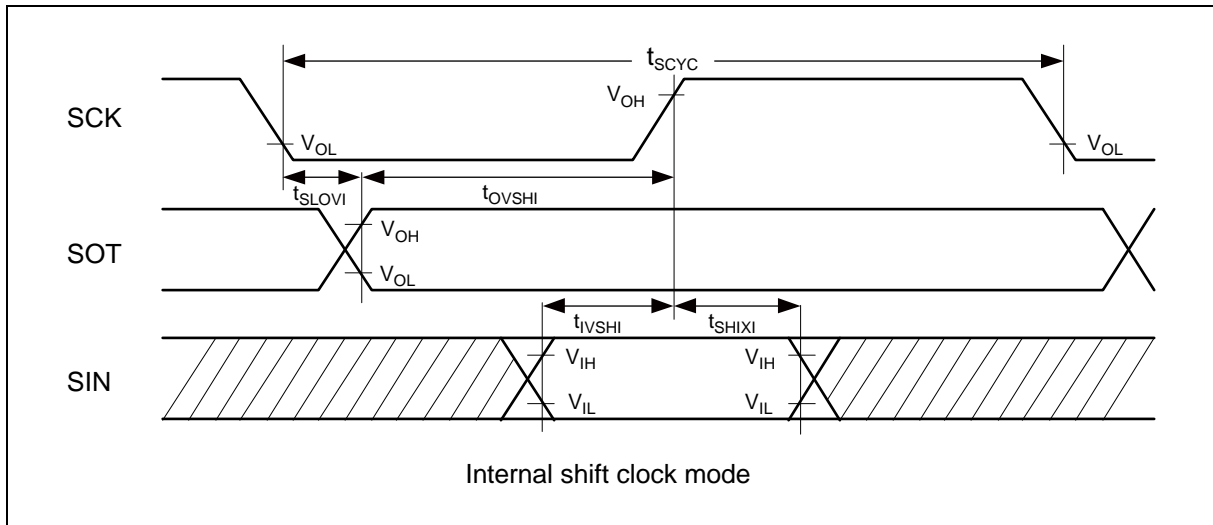 tSCYC
SCK
VOH
VOL
VOL
tSLOVI
tOVSHI
SOT
VOH
VOL
tIVSHI
tSHIXI
SIN
VIH
VIH
VIL
VIL
Internal shift clock mode